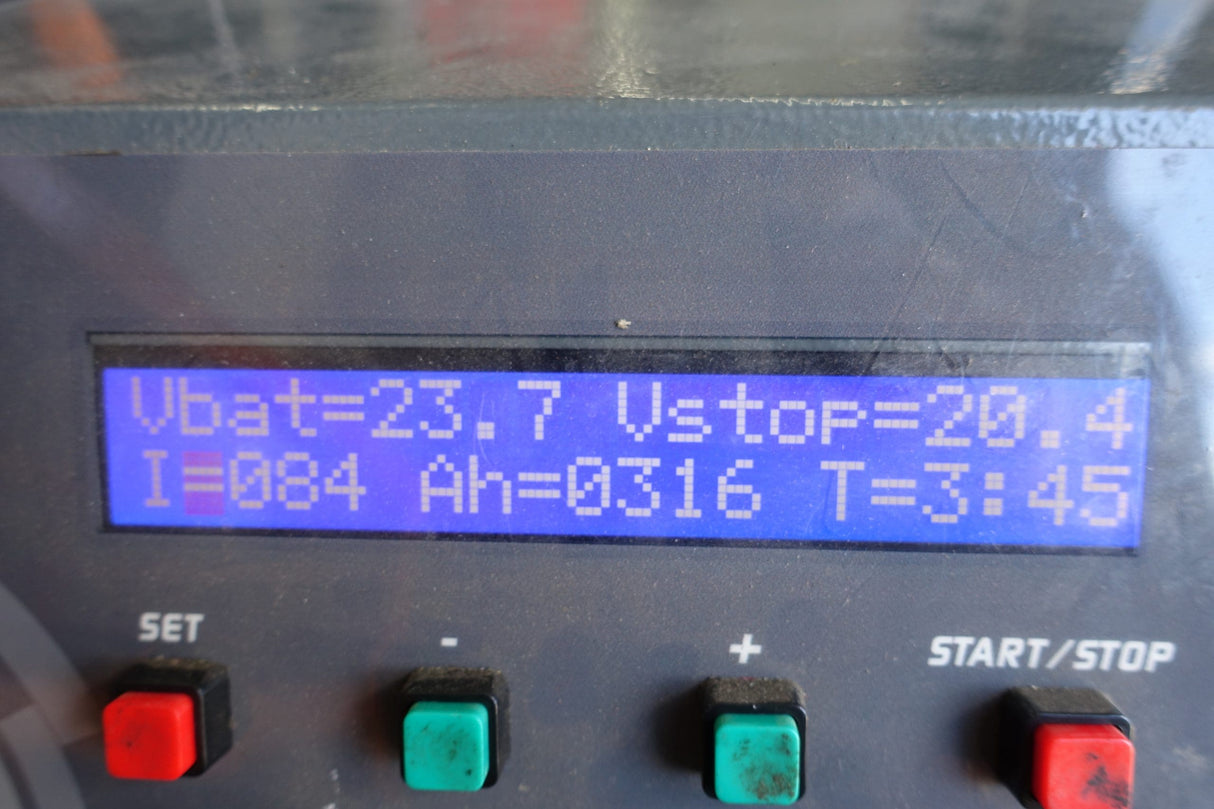 Vbat=23.7 Vstop=20.4
I=084 Ah=0316 T=3:45
SET - + START/STOP